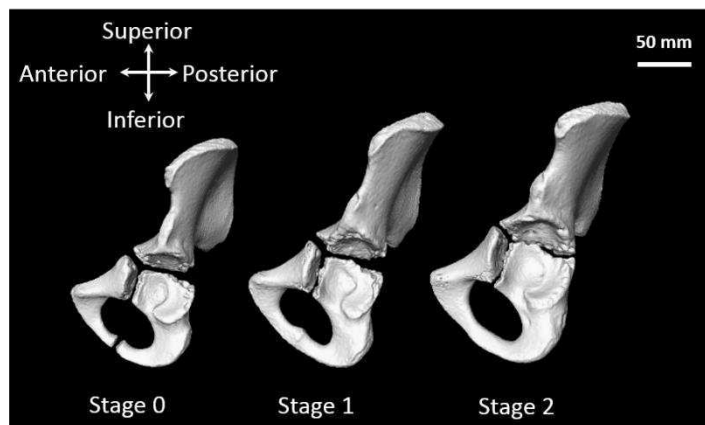 Superior
50 mm
Anterior Posterior
Inferior
Stage 0 Stage 1 Stage 2